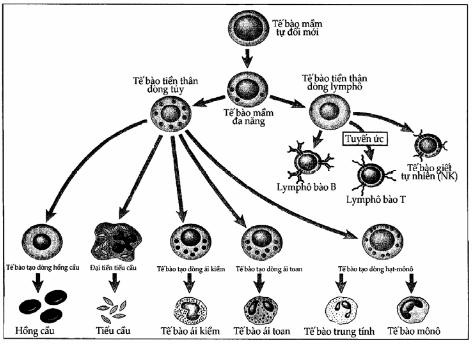 Tế bào mầm
tự đổi mới
Tế bào tiền thân
dòng tủy
Tế bào mầm
đa năng
Tế bào tiền thân
dòng lymphô
Tuyến ức
Lymphô bào B
Lymphô bào T
Tế bào giết
tự nhiên (NK)
Tế bào tạo dòng hồng cầu
Đại tiền tiểu cầu
Tế bào tạo dòng ái kiềm
Tế bào tạo dòng ái toan
Tế bào tạo dòng hạt-mônô
Hồng cầu
Tiểu cầu
Tế bào ái kiềm
Tế bào ái toan
Tế bào trung tính
Tế bào mônô